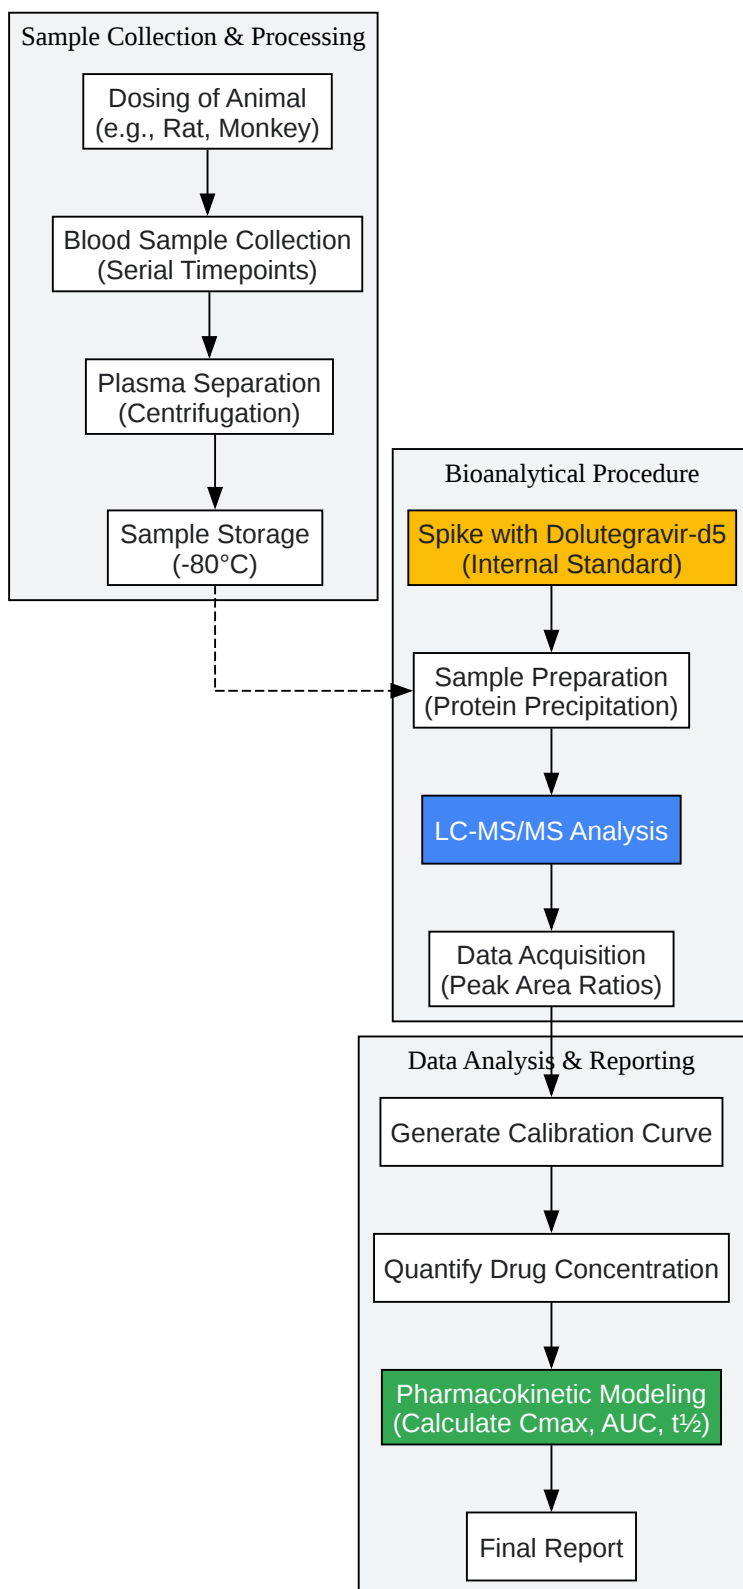 Sample Collection & Processing
Dosing of Animal
(e.g., Rat, Monkey)
Blood Sample Collection
(Serial Timepoints)
Plasma Separation
(Centrifugation)
Sample Storage
(-80°C)
Bioanalytical Procedure
Spike with Dolutegravir-d5
(Internal Standard)
Sample Preparation
(Protein Precipitation)
LC-MS/MS Analysis
Data Acquisition
(Peak Area Ratios)
Data Analysis & Reporting
Generate Calibration Curve
Quantify Drug Concentration
Pharmacokinetic Modeling
(Calculate Cmax, AUC, t½)
Final Report